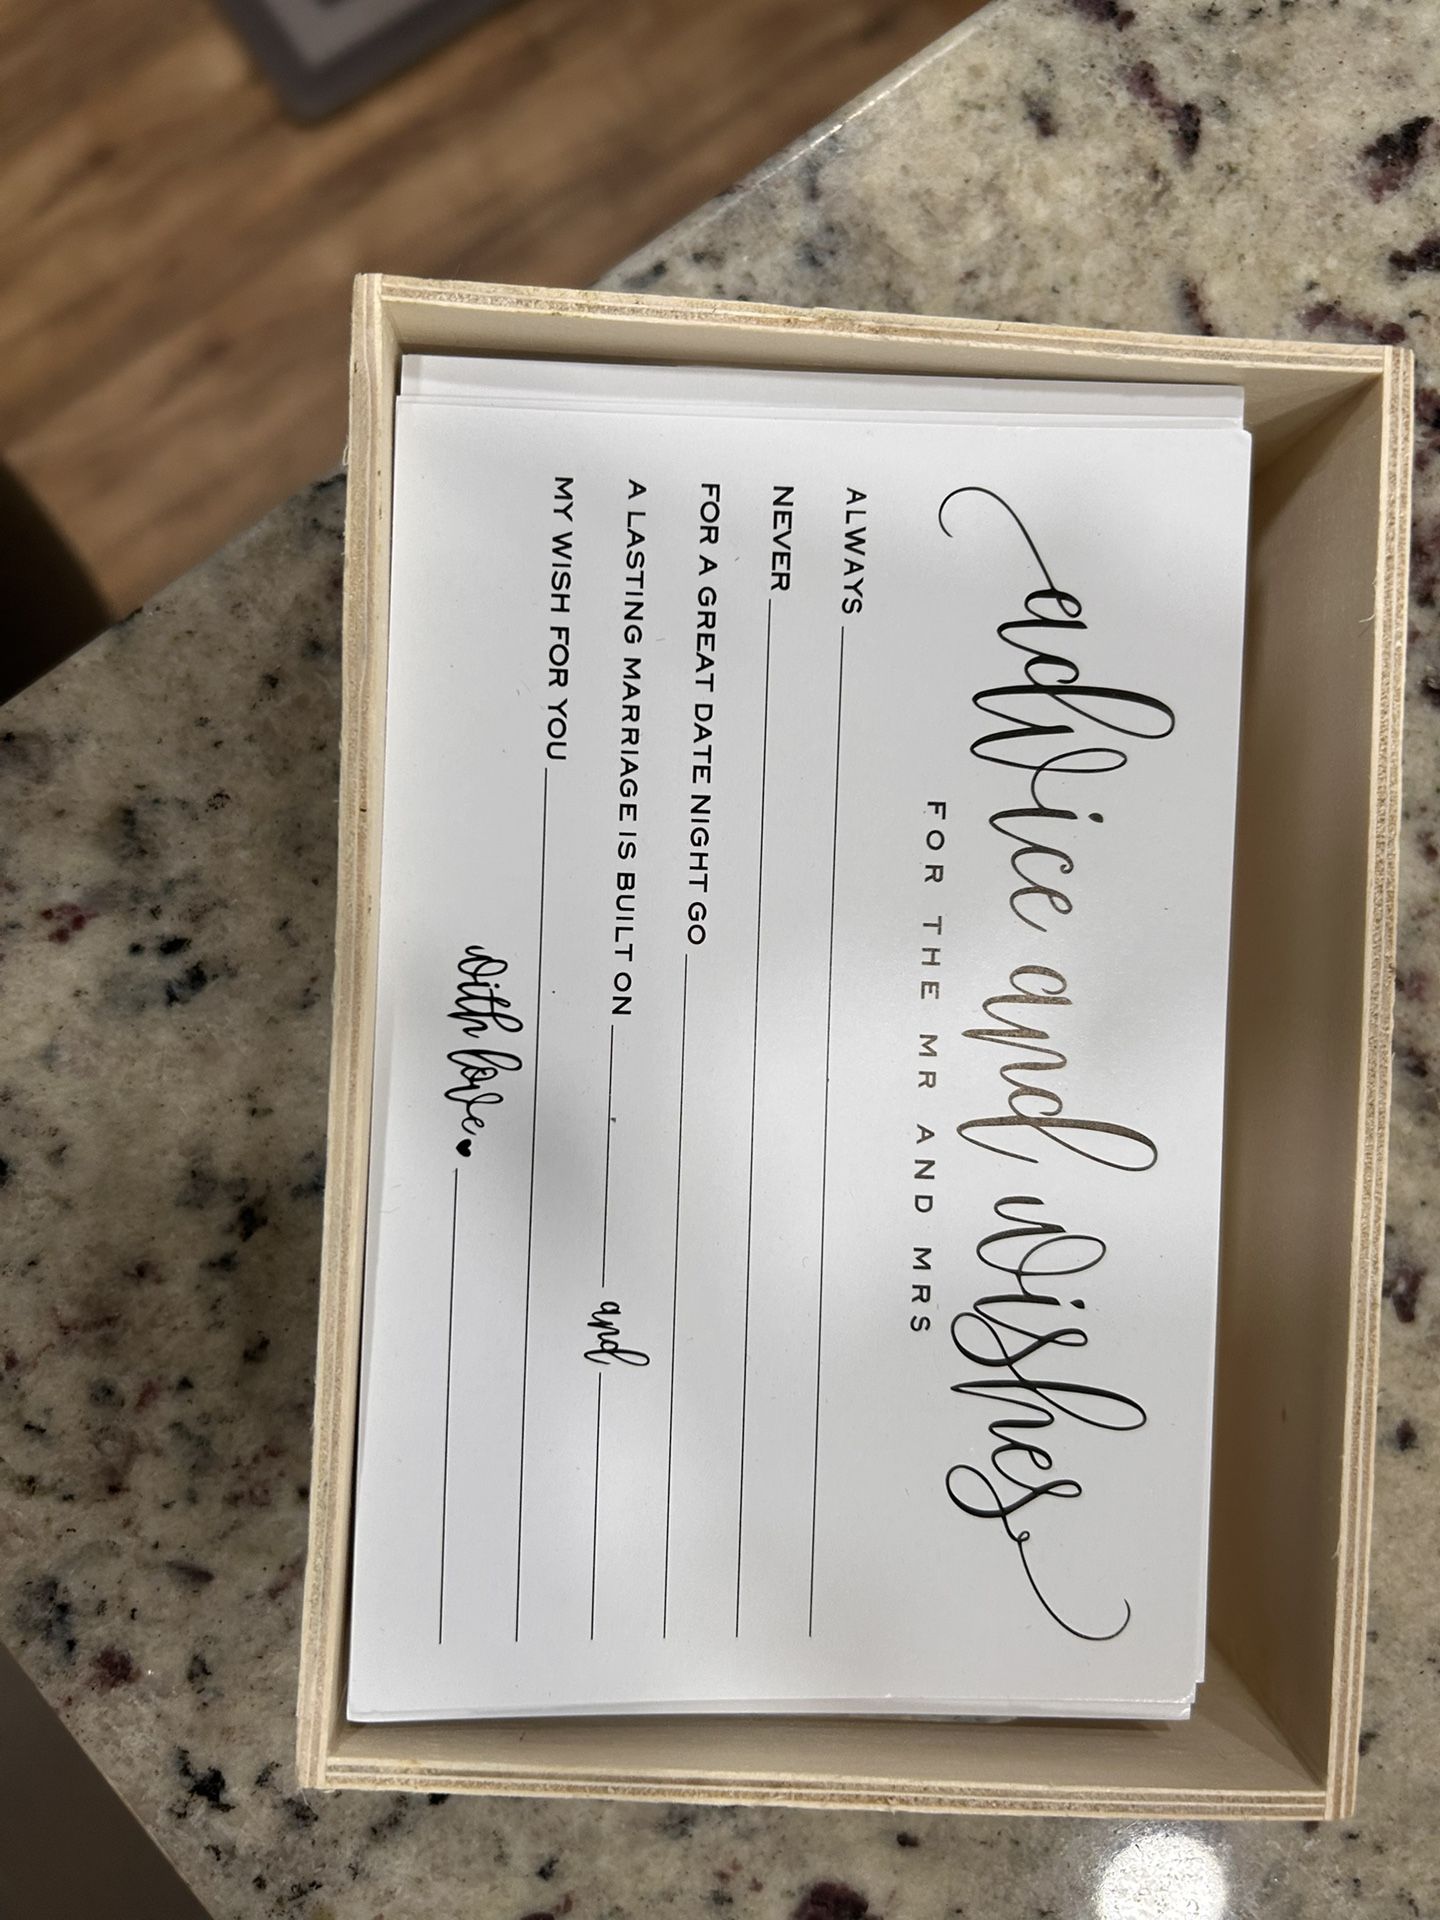 advice and wishes
FOR THE MR AND MRS
ALWAYS
NEVER
FOR A GREAT DATE NIGHT GO
A LASTING MARRIAGE IS BUILT ON , and
MY WISH FOR YOU
with love ♥